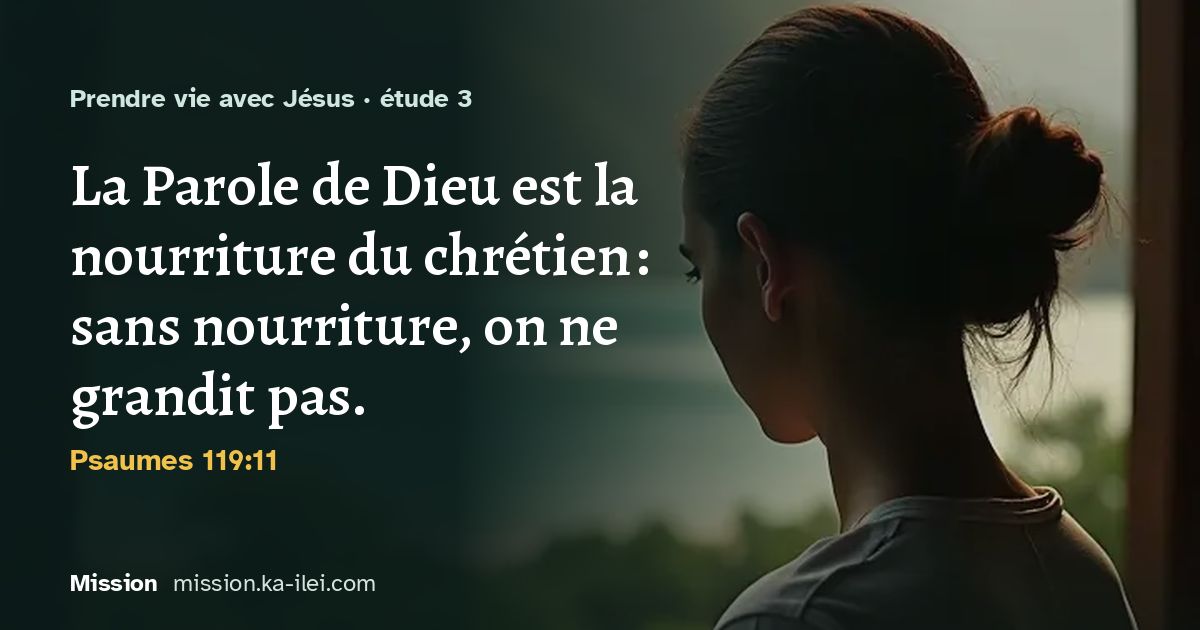 Prendre vie avec Jésus · étude 3
La Parole de Dieu est la
nourriture du chrétien :
sans nourriture, on ne
grandit pas.
Psaumes 119:11
Mission mission.ka-ilei.com